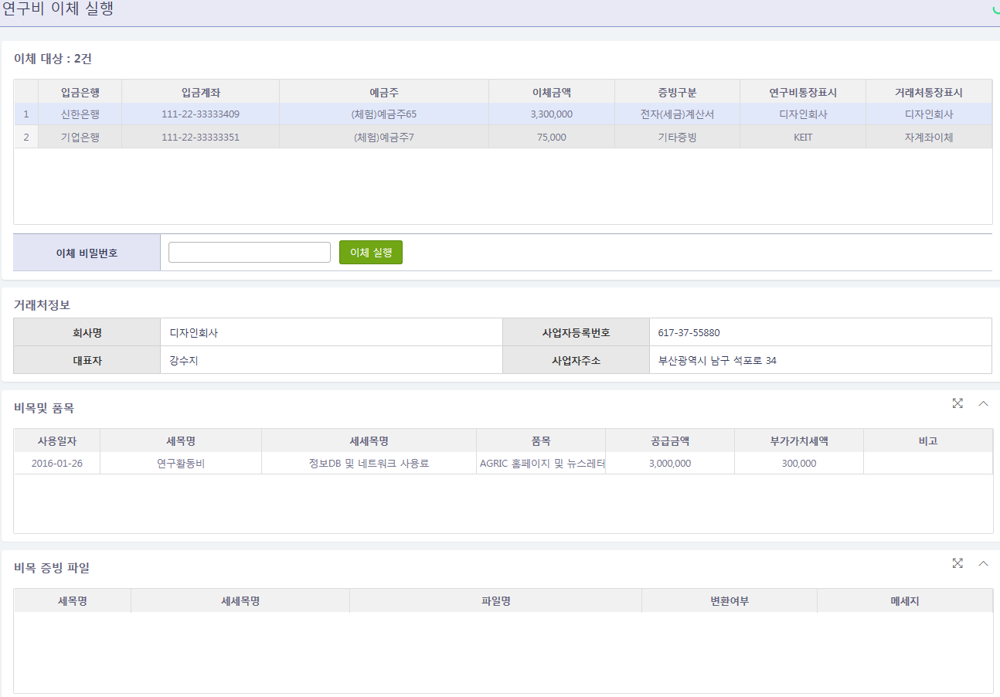 연구비 이체 실행
이체 대상 : 2건
입금은행 입금계좌 예금주 이체금액 증빙구분 연구비통장표시 거래처통장표시
1 신한은행 111-22-33333409 (체험)예금주65 3,300,000 전자(세금)계산서 디자인회사 디자인회사
2 기업은행 111-22-33333351 (체험)예금주7 75,000 기타증빙 KEIT 자계좌이체
이체 비밀번호 이체 실행
거래처정보
회사명 디자인회사 사업자등록번호 617-37-55880
대표자 강수지 사업자주소 부산광역시 남구 석포로 34
비목및 품목
사용일자 세목명 세세목명 품목 공급금액 부가가치세액 비고
2016-01-26 연구활동비 정보DB 및 네트워크 사용료 AGRIC 홈페이지 및 뉴스레터 3,000,000 300,000
비목 증빙 파일
세목명 세세목명 파일명 변환여부 메세지